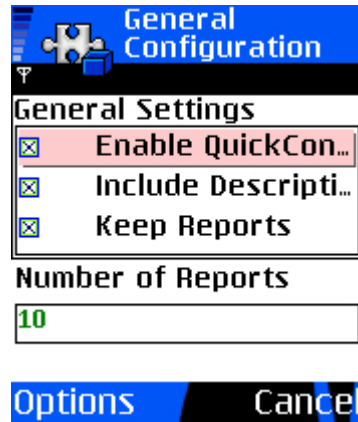 General
Configuration
General Settings
Enable QuickCon...
Include Descripti...
Keep Reports
Number of Reports
10
Options Cancel